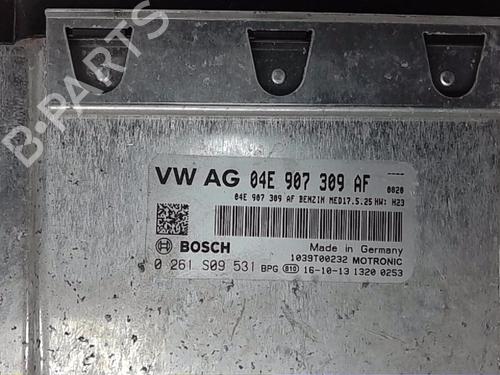 B-PARTS
VW AG 04E 907 309 AF ----
0020
04E 907 309 AF BENZIN MED17.5.25 HW: H23
BOSCH
Made in Germany
1039T00232 MOTRONIC
0 261 S09 531 BPG 810 16-10-13 1320 0253